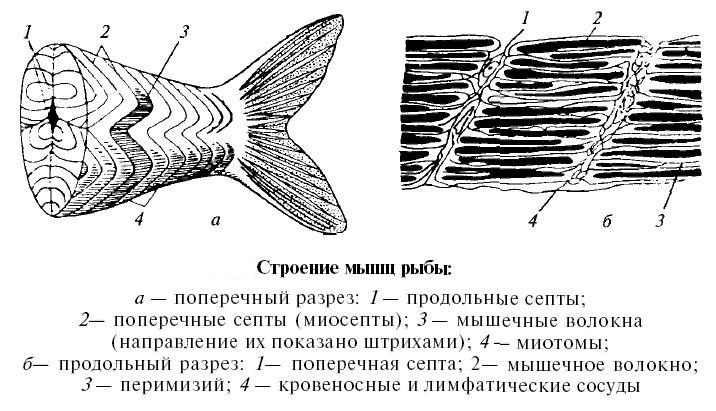 1 2 3 1 2
4 а 4 б 3
Строение мышц рыбы:
а — поперечный разрез: 1 — продольные септы;
2— поперечные септы (миосепты); 3 — мышечные волокна
(направление их показано штрихами); 4 — миотомы;
б— продольный разрез: 1— поперечная септа; 2— мышечное волокно;
3 — перимизий; 4 — кровеносные и лимфатические сосуды